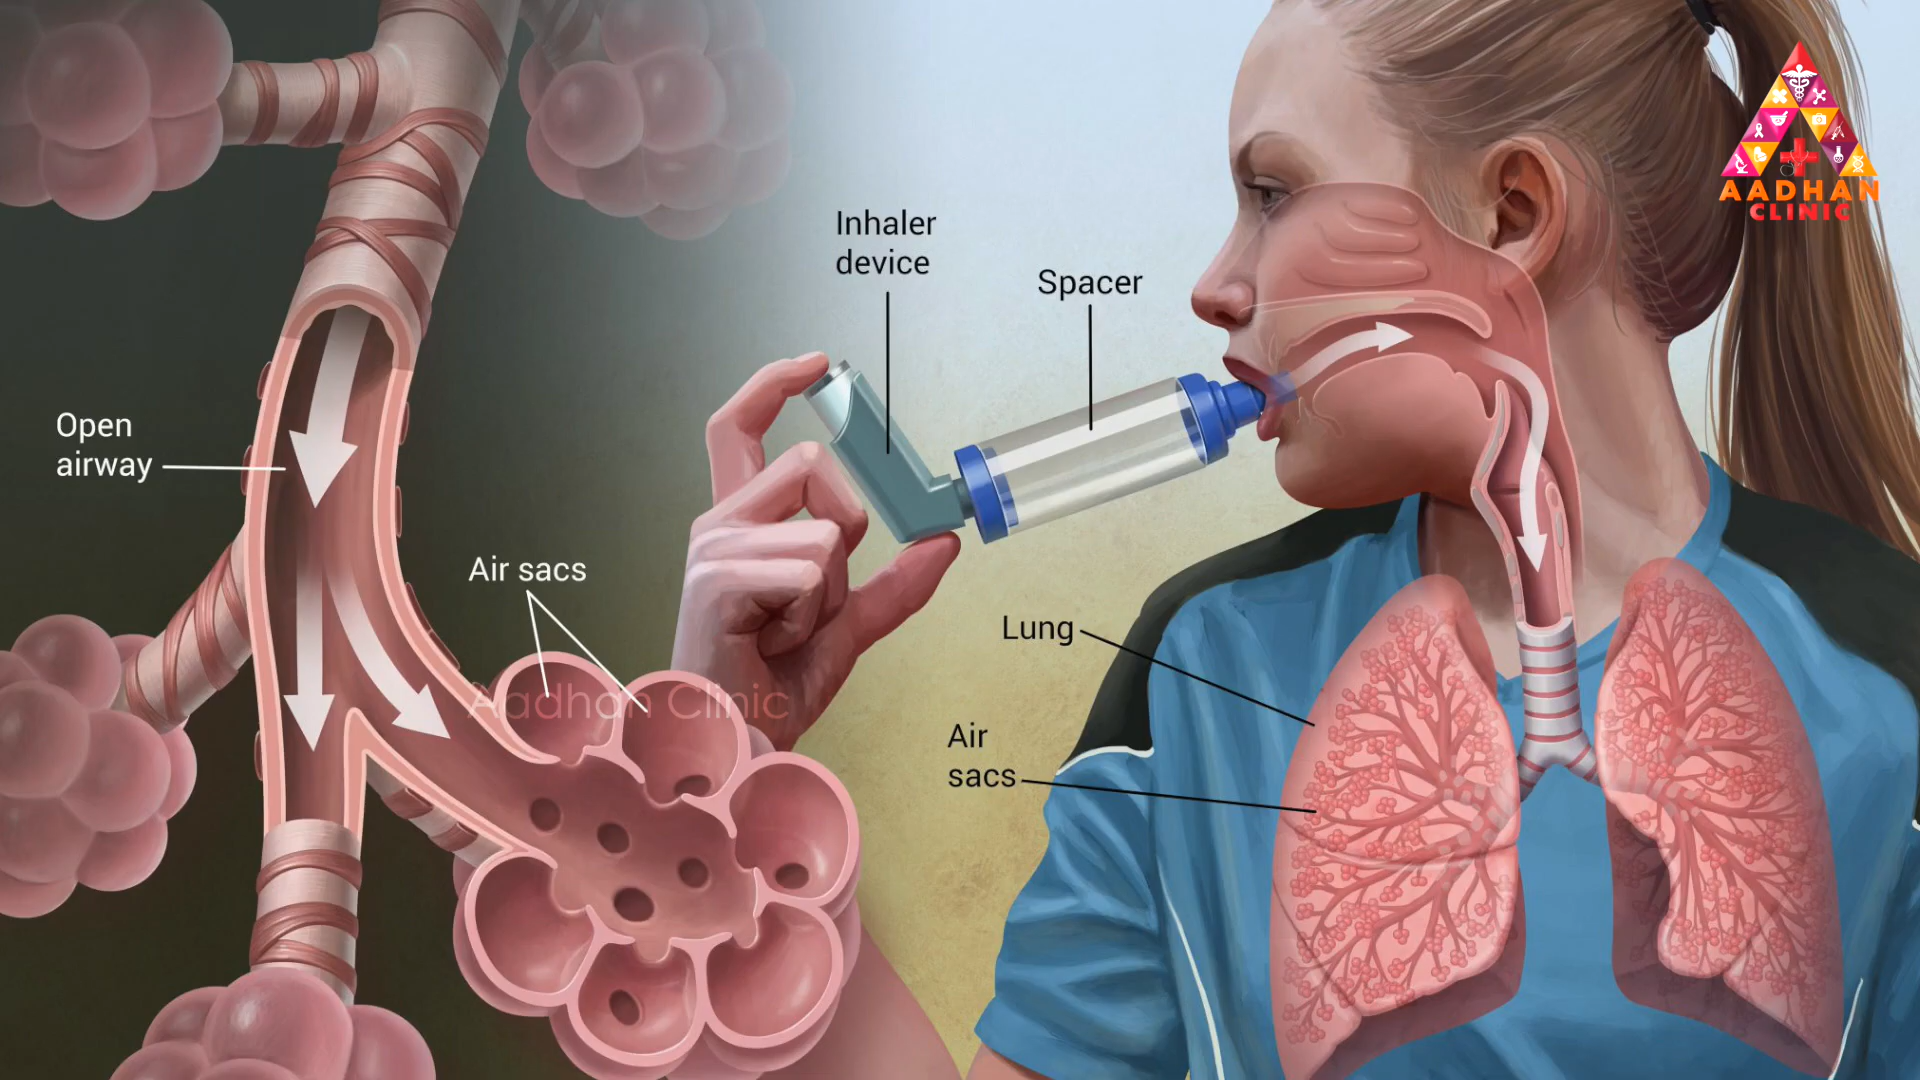 AADHAN
CLINIC
Inhaler
device
Spacer
Open
airway
Air sacs
Lung
Aadhan Clinic
Air
sacs